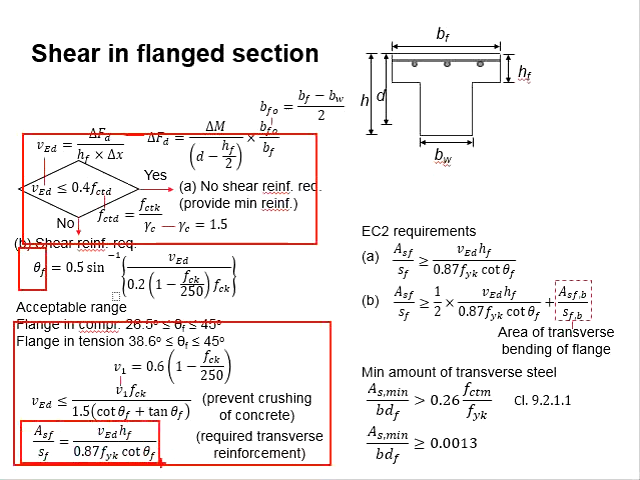 Shear in flanged section
b_f
h_f
h
d
b_w
b_fo = (b_f − b_w)/2
v_Ed = ΔF_d/(h_f × Δx)
ΔF_d = ΔM/(d − h_f/2) × b_fo/b_f
v_Ed ≤ 0.4f_ctd
Yes
(a) No shear reinf. req.
(provide min reinf.)
No
f_ctd = f_ctk/γ_c
γ_c = 1.5
(b) Shear reinf. req.
θ_f = 0.5 sin⁻¹ {v_Ed/(0.2(1 − f_ck/250) f_ck)}
Acceptable range
Flange in compr. 26.5° ≤ θ_f ≤ 45°
Flange in tension 38.6° ≤ θ_f ≤ 45°
v_1 = 0.6(1 − f_ck/250)
v_Ed ≤ v_1 f_ck/(1.5(cot θ_f + tan θ_f))
(prevent crushing
of concrete)
A_sf/s_f = v_Ed h_f/(0.87f_yk cot θ_f)
(required transverse
reinforcement)
EC2 requirements
(a) A_sf/s_f ≥ v_Ed h_f/(0.87f_yk cot θ_f)
(b) A_sf/s_f ≥ 1/2 × v_Ed h_f/(0.87f_yk cot θ_f) + A_sf,b/s_f,b
Area of transverse
bending of flange
Min amount of transverse steel
A_s,min/bd_f > 0.26 f_ctm/f_yk
Cl. 9.2.1.1
A_s,min/bd_f ≥ 0.0013